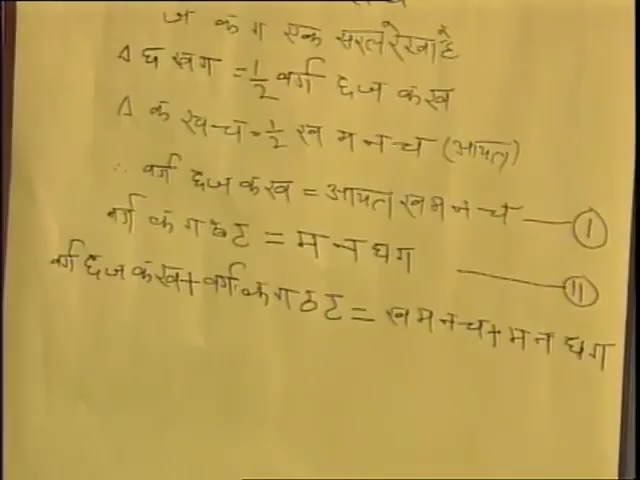 ज क ग एक सरल रेखा है
Δ छ ख ग = 1/2 वर्ग छ ज क ख
Δ क ख च = 1/2 ख म न च (आयत)
∴ वर्ग छ ज क ख = आयत ख म न च — I
वर्ग क ग ठ ट = म न घ ग — II
वर्ग छ ज क ख + वर्ग क ग ठ ट = ख म न च + म न घ ग